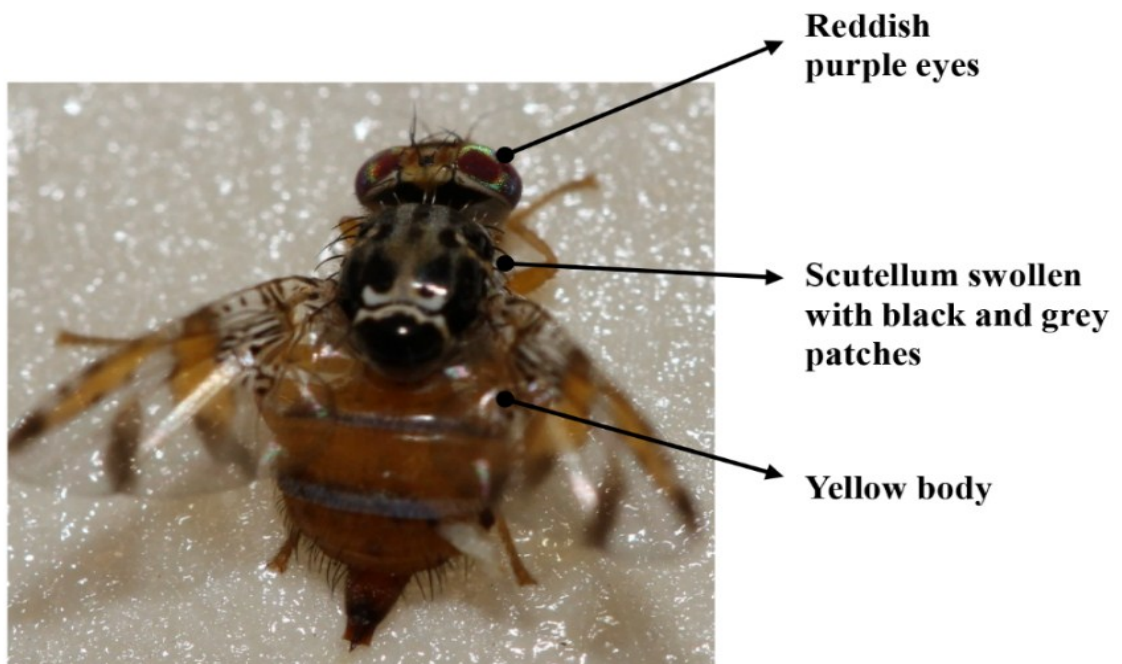 Reddish
purple eyes
Scutellum swollen
with black and grey
patches
Yellow body